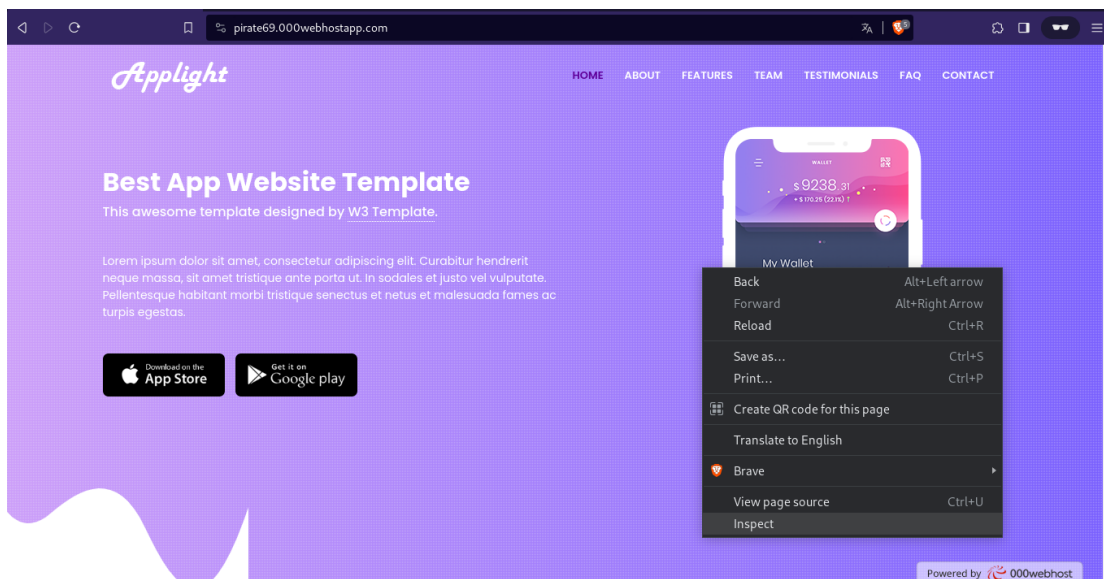 pirate69.000webhostapp.com
5
Applight
HOME ABOUT FEATURES TEAM TESTIMONIALS FAQ CONTACT
WALLET
$ 9238.31
+ $ 170.25 (22.1%) ↑
My Wallet
Best App Website Template
This awesome template designed by W3 Template.
Lorem ipsum dolor sit amet, consectetur adipiscing elit. Curabitur hendrerit
neque massa, sit amet tristique ante porta ut. In sodales et justo vel vulputate.
Pellentesque habitant morbi tristique senectus et netus et malesuada fames ac
turpis egestas.
Download on the
App Store
Get it on
Google play
Back Alt+Left arrow
Forward Alt+Right Arrow
Reload Ctrl+R
Save as... Ctrl+S
Print... Ctrl+P
Create QR code for this page
Translate to English
Brave
View page source Ctrl+U
Inspect
Powered by 000webhost